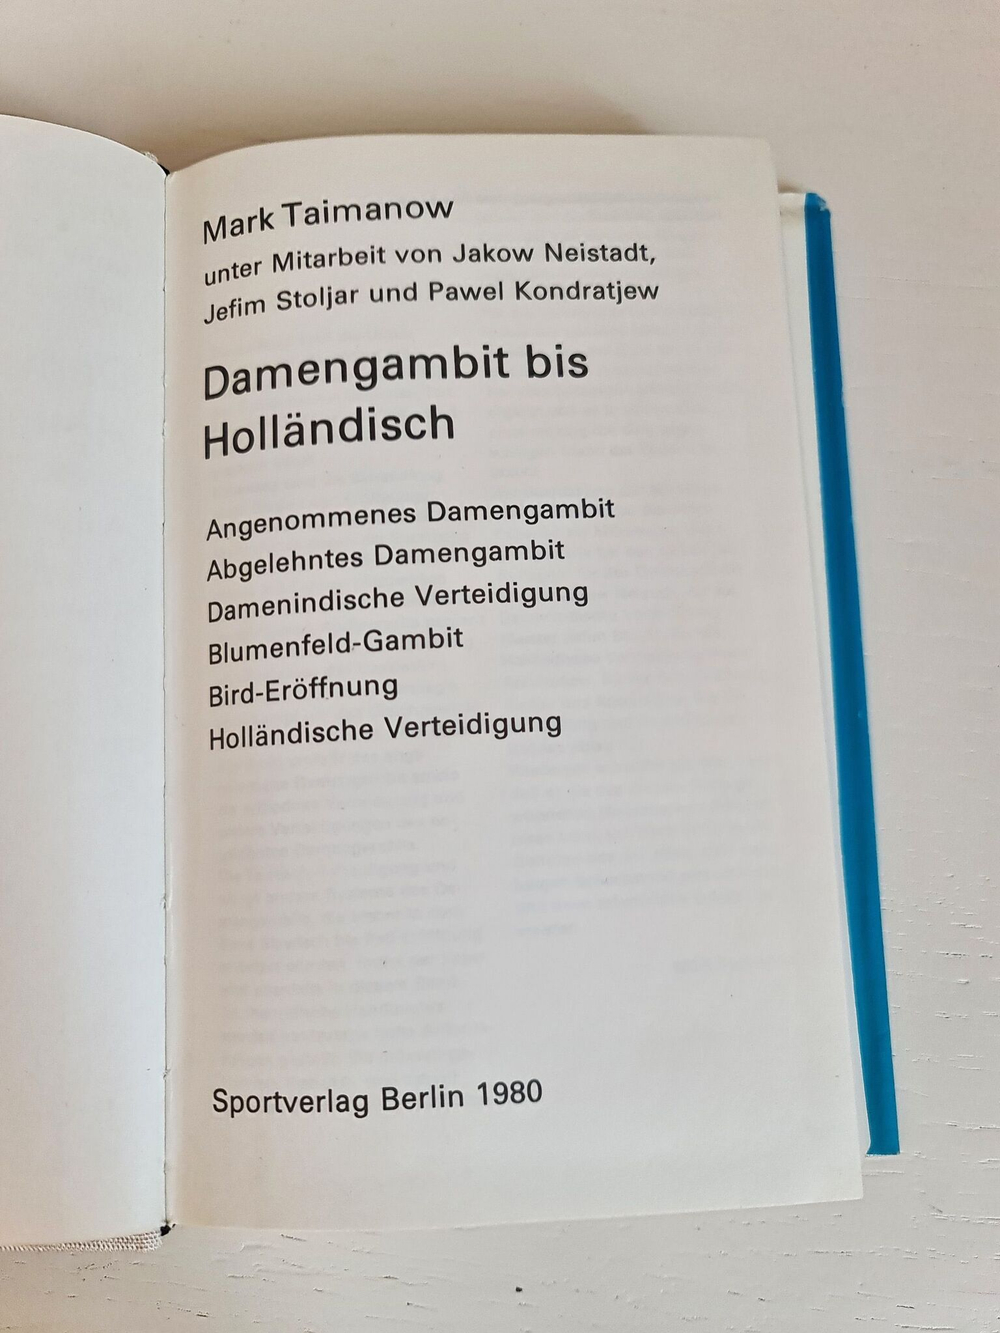 Mark Taimanow
unter Mitarbeit von Jakow Neistadt,
Jefim Stoljar und Pawel Kondratjew
Damengambit bis
Holländisch
Angenommenes Damengambit
Abgelehntes Damengambit
Damenindische Verteidigung
Blumenfeld-Gambit
Bird-Eröffnung
Holländische Verteidigung
Sportverlag Berlin 1980